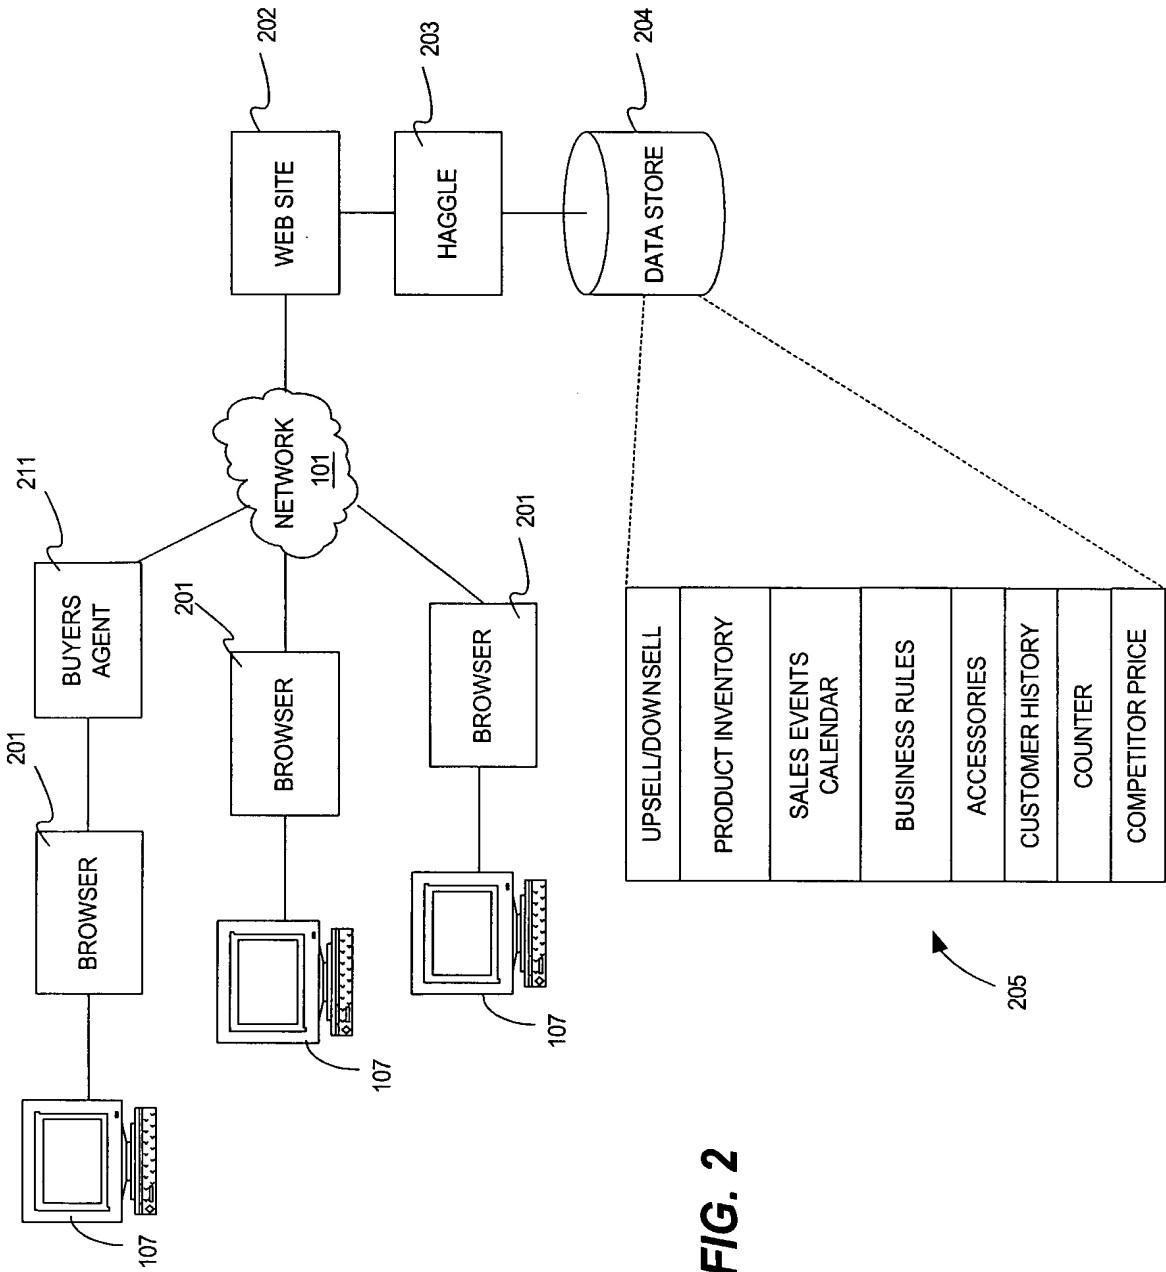 107
BROWSER
201
BUYERS
AGENT
211
107
BROWSER
201
NETWORK
101
WEB SITE
202
107
BROWSER
201
HAGGLE
203
DATA STORE
204
205
UPSELL/DOWNSELL
PRODUCT INVENTORY
SALES EVENTS
CALENDAR
BUSINESS RULES
ACCESSORIES
CUSTOMER HISTORY
COUNTER
COMPETITOR PRICE
FIG. 2